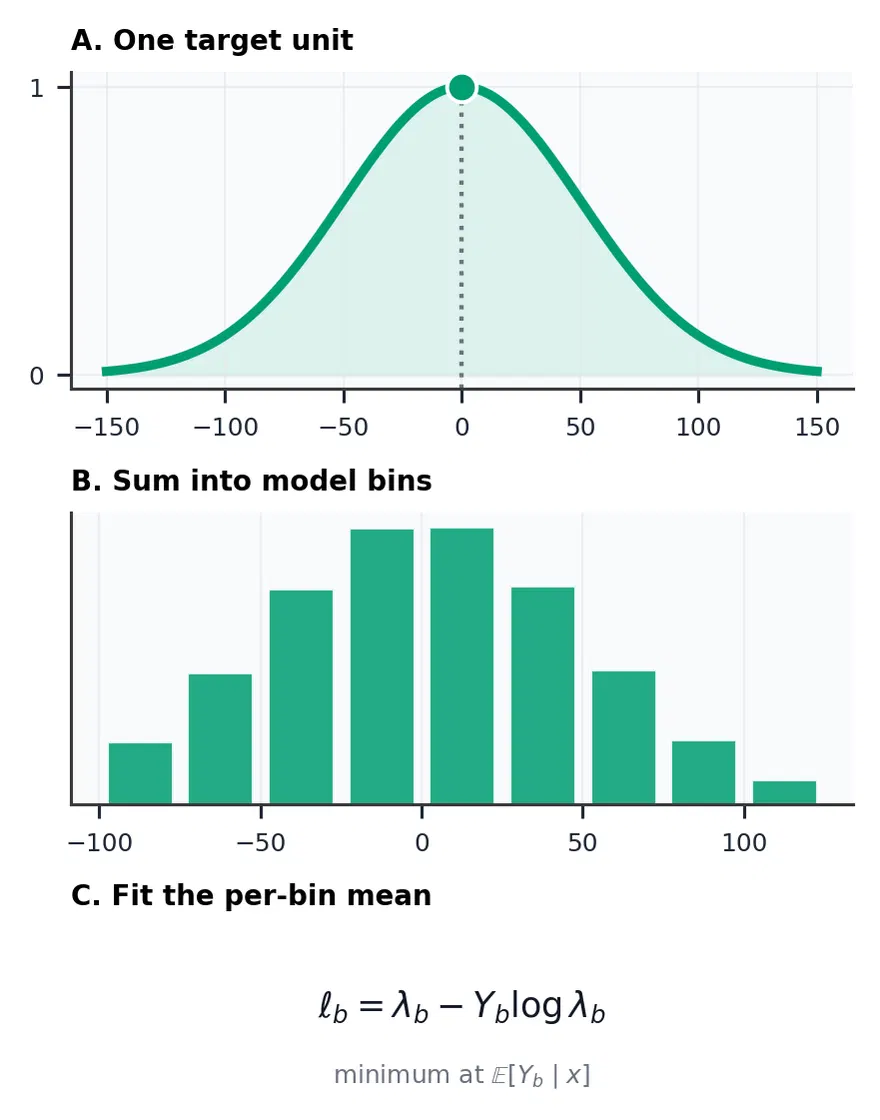 A. One target unit
1
0
−150 −100 −50 0 50 100 150
B. Sum into model bins
−100 −50 0 50 100
C. Fit the per-bin mean
ℓ_b = λ_b − Y_b log λ_b
minimum at 𝔼[Y_b | x]